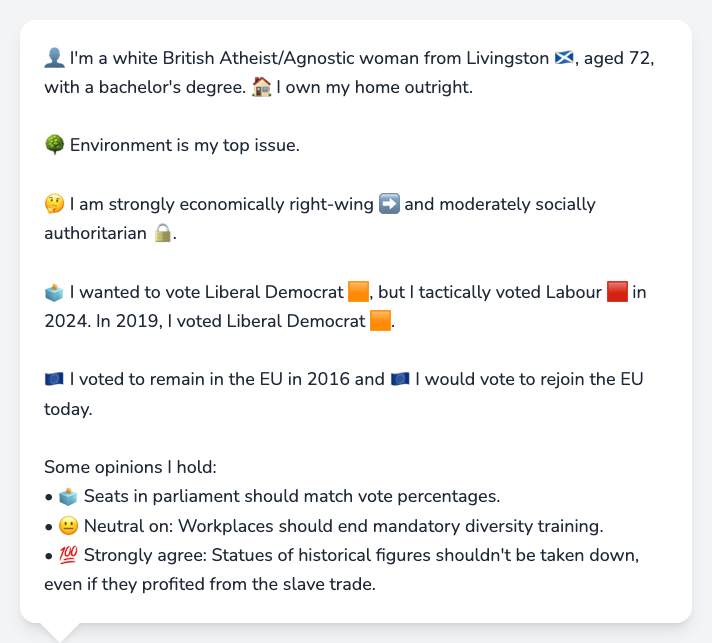 👤 I'm a white British Atheist/Agnostic woman from Livingston 🏴󠁧󠁢󠁳󠁣󠁴󠁿, aged 72,
with a bachelor's degree. 🏠 I own my home outright.
🌳 Environment is my top issue.
🤔 I am strongly economically right-wing ➡️ and moderately socially
authoritarian 🔒.
🗳️ I wanted to vote Liberal Democrat 🟧, but I tactically voted Labour 🟥 in
2024. In 2019, I voted Liberal Democrat 🟧.
🇪🇺 I voted to remain in the EU in 2016 and 🇪🇺 I would vote to rejoin the EU
today.
Some opinions I hold:
• 🗳️ Seats in parliament should match vote percentages.
• 😐 Neutral on: Workplaces should end mandatory diversity training.
• 💯 Strongly agree: Statues of historical figures shouldn't be taken down,
even if they profited from the slave trade.